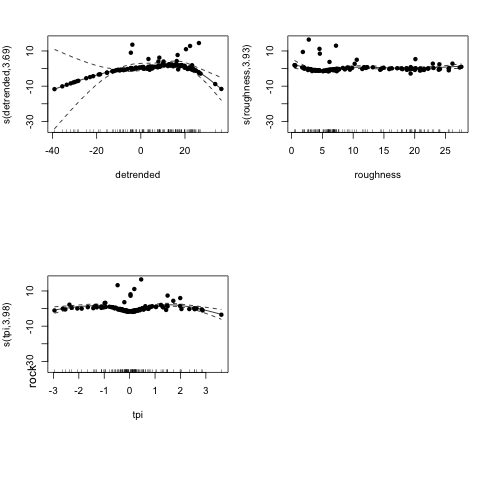 s(detrended,3.69)
10
-10
-30
-40 -20 0 20
detrended
s(roughness,3.93)
10
-10
-30
0 5 10 15 20 25
roughness
s(tpi,3.98)
10
-10
-30
rock
-3 -2 -1 0 1 2 3
tpi